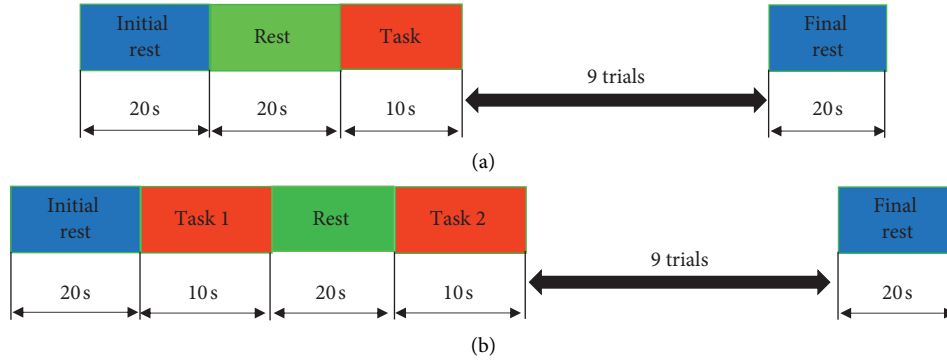 Initial
rest
Rest
Task
Final
rest
9 trials
20 s
20 s
10 s
20 s
(a)
Initial
rest
Task 1
Rest
Task 2
Final
rest
9 trials
20 s
10 s
20 s
10 s
20 s
(b)